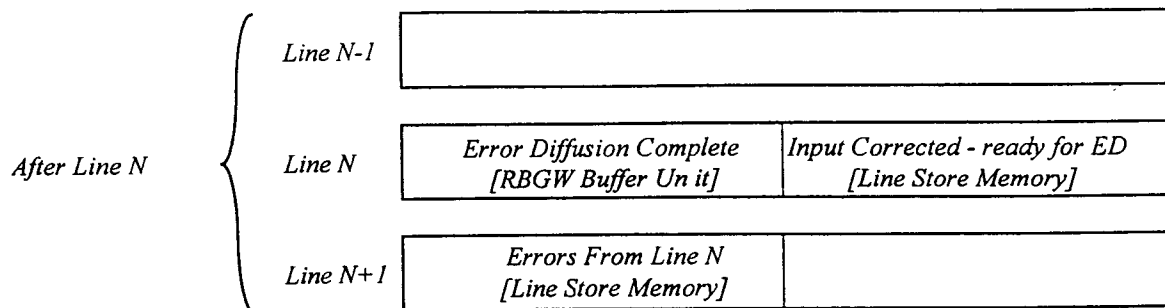 Line N-1
After Line N
Line N
Error Diffusion Complete
[RBGW Buffer Un it]
Input Corrected - ready for ED
[Line Store Memory]
Line N+1
Errors From Line N
[Line Store Memory]